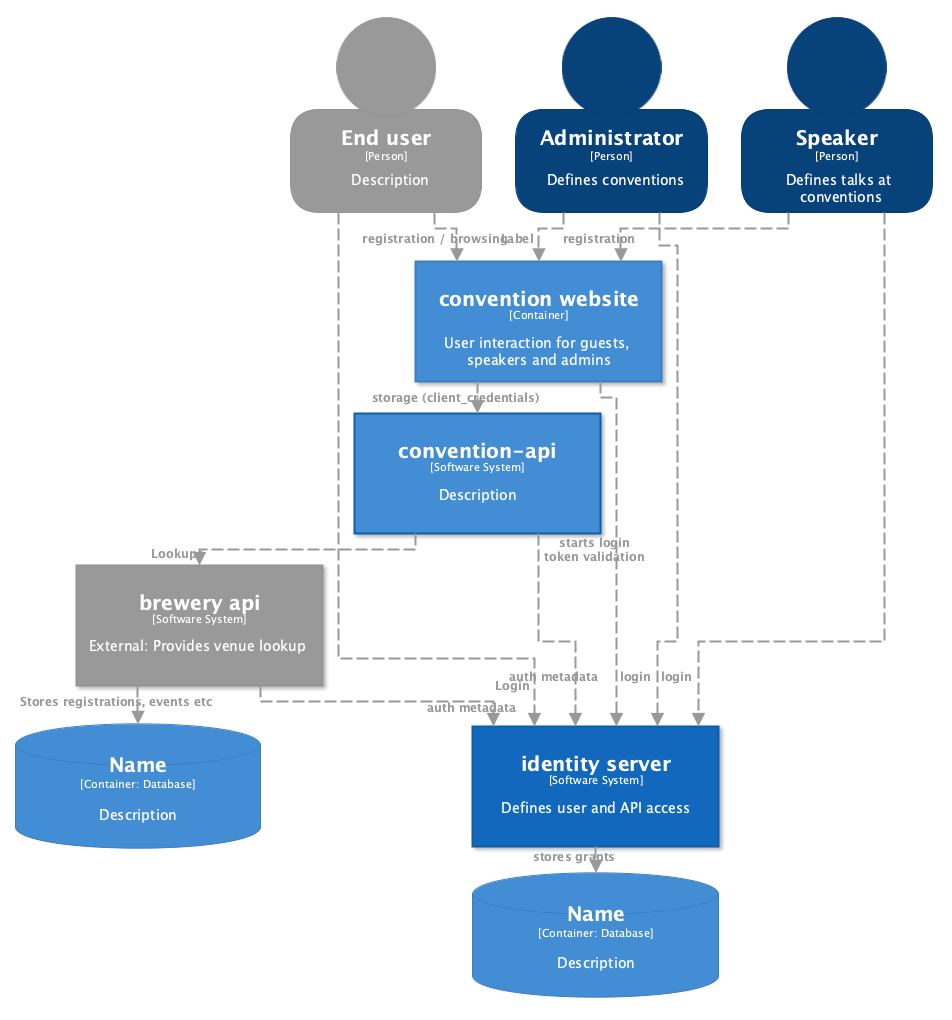 End user
[Person]
Description
Administrator
[Person]
Defines conventions
Speaker
[Person]
Defines talks at
conventions
registration / browsing
label
registration
convention website
[Container]
User interaction for guests,
speakers and admins
storage (client_credentials)
convention-api
[Software System]
Description
starts login
token validation
Lookup
brewery api
[Software System]
External: Provides venue lookup
auth metadata
Login
login
login
Stores registrations, events etc
auth metadata
Name
[Container: Database]
Description
identity server
[Software System]
Defines user and API access
stores grants
Name
[Container: Database]
Description